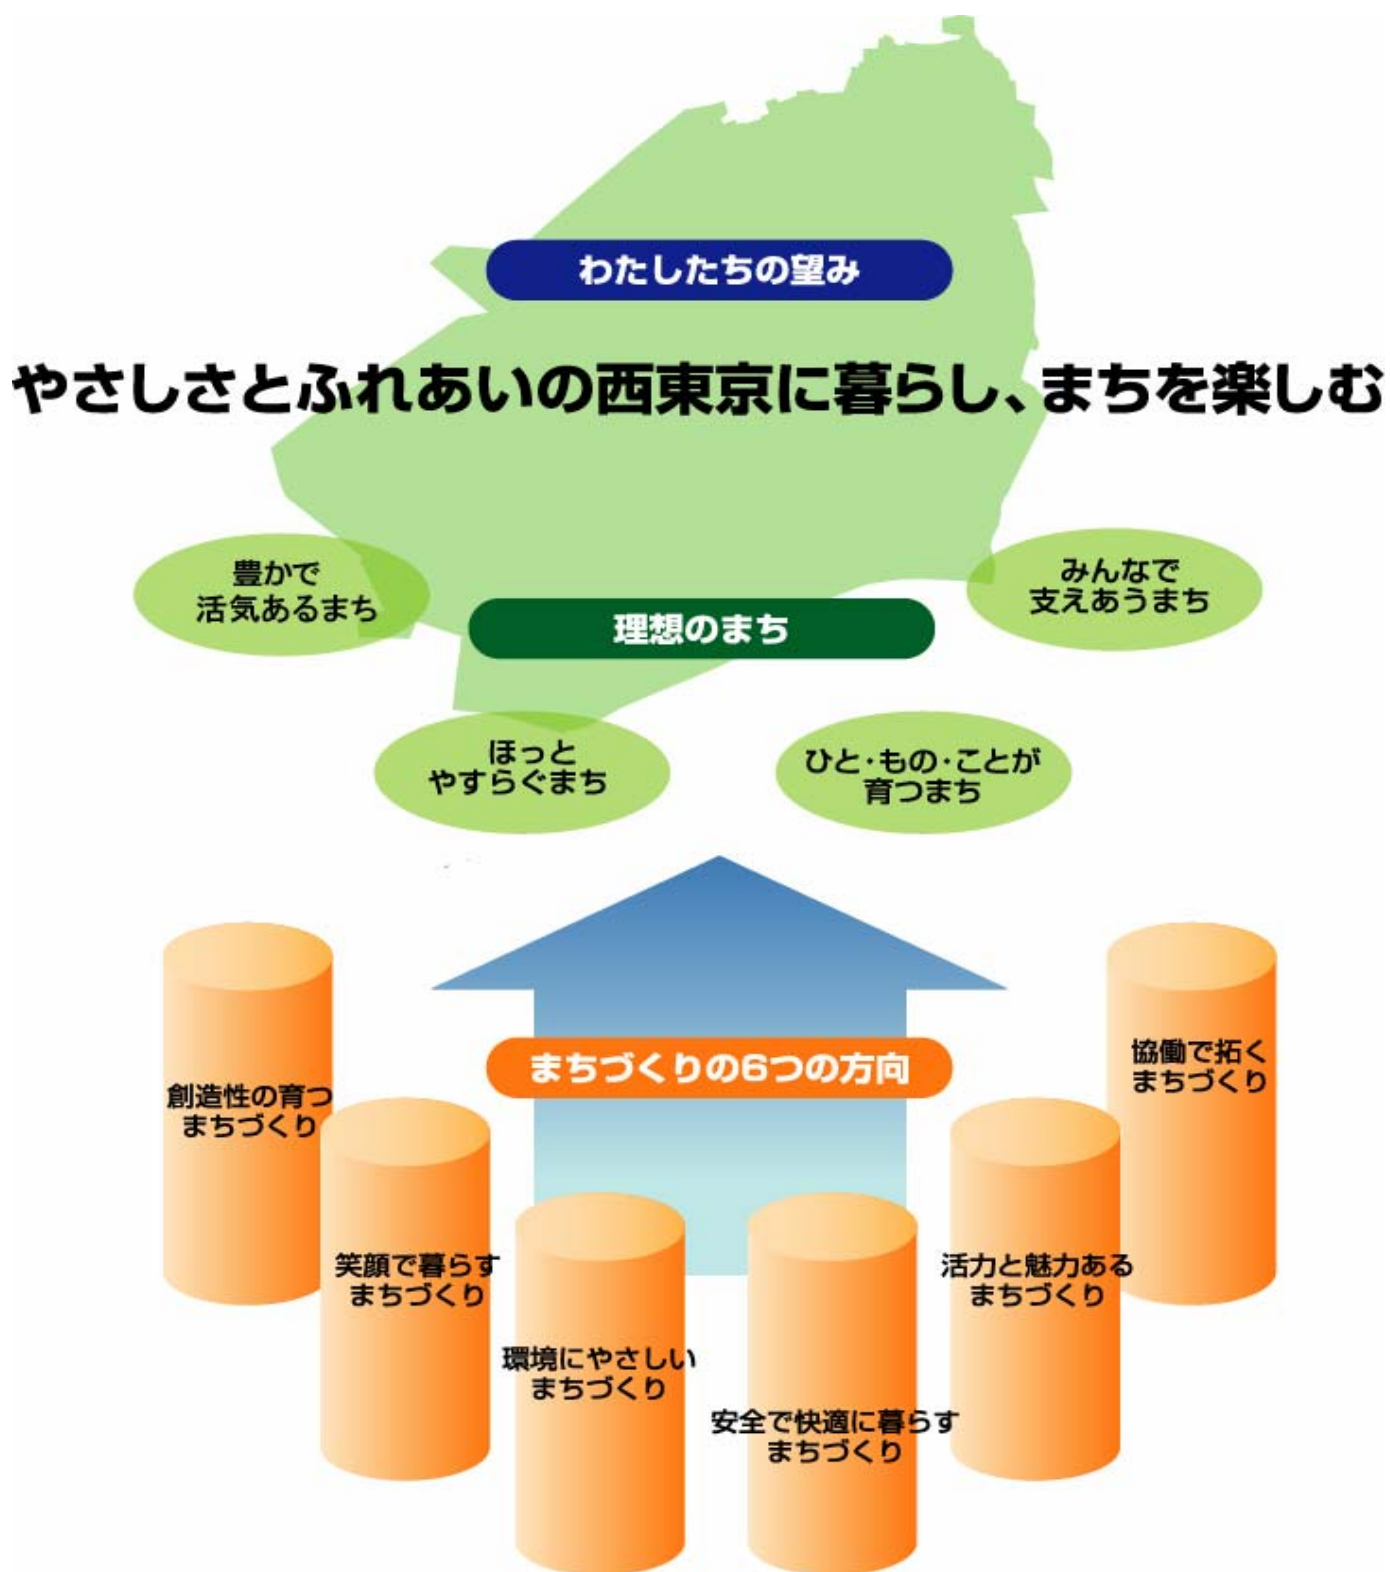 わたしたちの望み
やさしさとふれあいの西東京に暮らし、まちを楽しむ
豊かで
活気あるまち
みんなで
支えあうまち
理想のまち
ほっと
やすらぐまち
ひと・もの・ことが
育つまち
まちづくりの6つの方向
創造性の育つ
まちづくり
笑顔で暮らす
まちづくり
環境にやさしい
まちづくり
安全で快適に暮らす
まちづくり
活力と魅力ある
まちづくり
協働で拓く
まちづくり